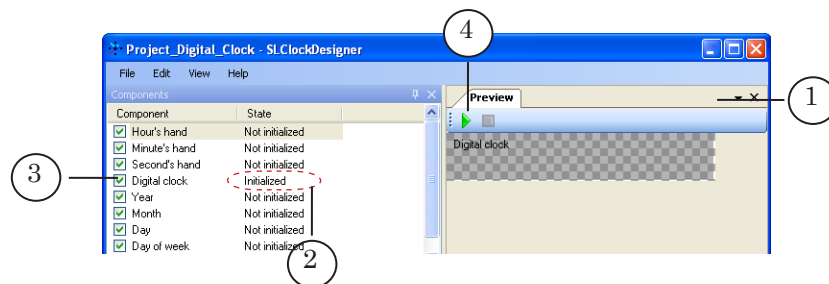 4
Project_Digital_Clock - SLClockDesigner
File Edit View Help
Components
Preview
1
Component State
Hour's hand Not initialized
Minute's hand Not initialized
Digital clock
Second's hand Not initialized
3
Digital clock Initialized
Year Not initialized
Month Not initialized
Day Not initialized
Day of week Not initialized
2